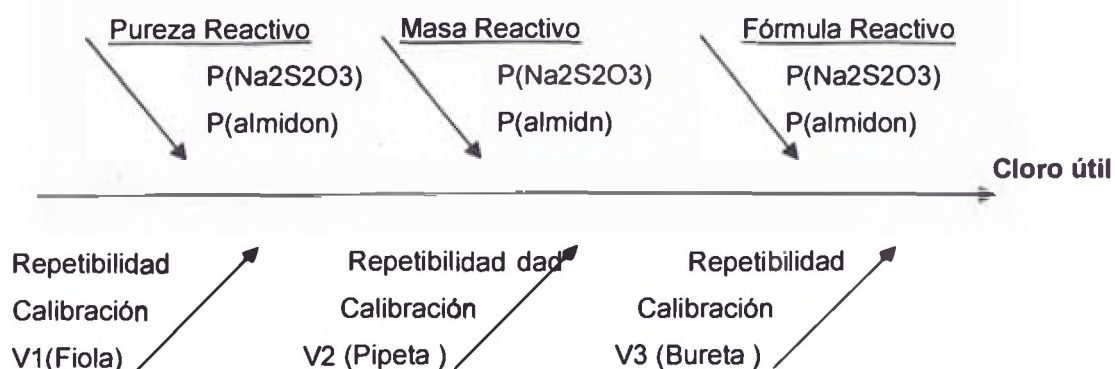 Pureza Reactivo Masa Reactivo Fórmula Reactivo
P(Na2S2O3) P(Na2S2O3) P(Na2S2O3)
P(almidon) P(almidn) P(almidon)
Cloro útil
Repetibilidad Repetibilidad dad Repetibilidad
Calibración Calibración Calibración
V1(Fiola) V2 (Pipeta ) V3 (Bureta )